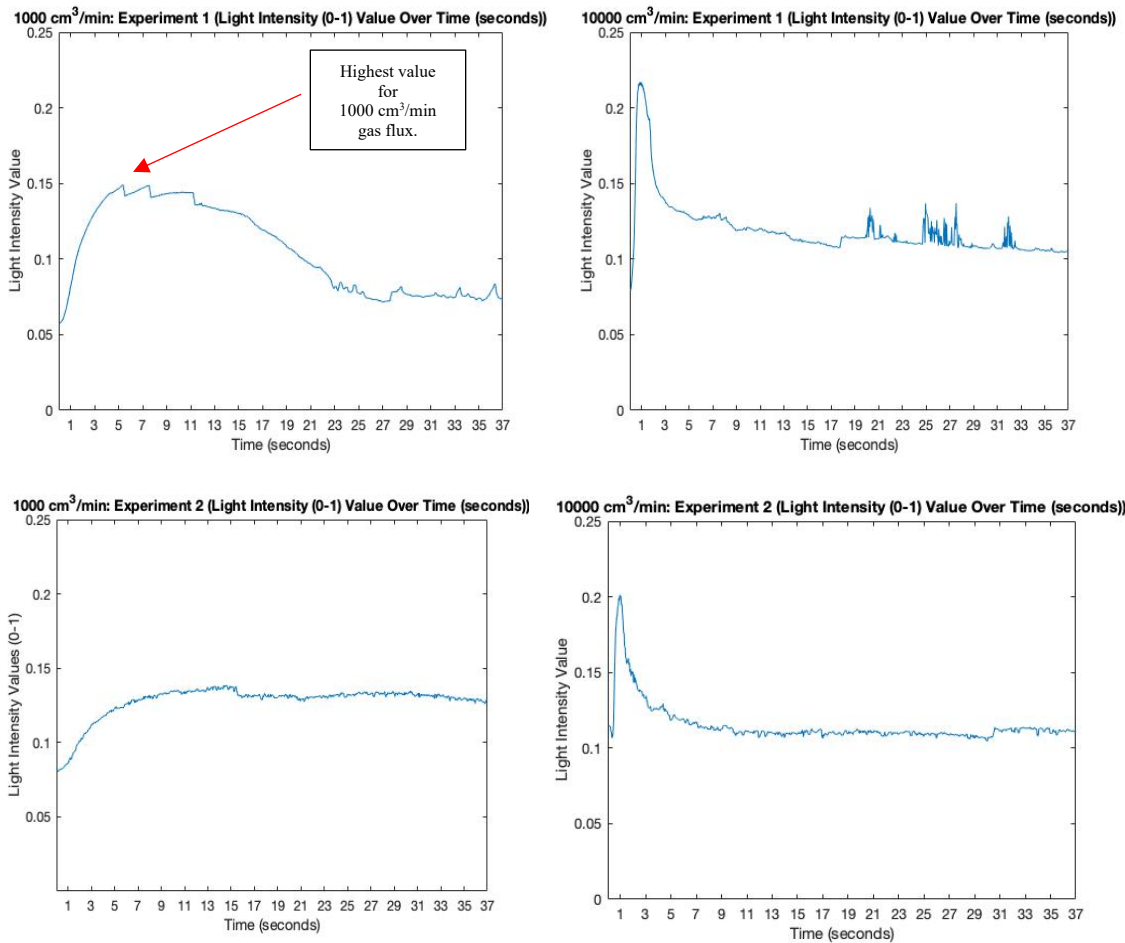 1000 cm³/min: Experiment 1 (Light Intensity (0-1) Value Over Time (seconds))
0.25
0.2
0.15
0.1
0.05
0
Light Intensity Value
Highest value
for
1000 cm³/min
gas flux.
1 3 5 7 9 11 13 15 17 19 21 23 25 27 29 31 33 35 37
Time (seconds)
10000 cm³/min: Experiment 1 (Light Intensity (0-1) Value Over Time (seconds))
0.25
0.2
0.15
0.1
0.05
0
Light Intensity Value
1 3 5 7 9 11 13 15 17 19 21 23 25 27 29 31 33 35 37
Time (seconds)
1000 cm³/min: Experiment 2 (Light Intensity (0-1) Value Over Time (seconds))
0.25
0.2
0.15
0.1
0.05
Light Intensity Values (0-1)
1 3 5 7 9 11 13 15 17 19 21 23 25 27 29 31 33 35 37
Time (seconds)
10000 cm³/min: Experiment 2 (Light Intensity (0-1) Value Over Time (seconds))
0.25
0.2
0.15
0.1
0.05
0
Light Intensity Value
1 3 5 7 9 11 13 15 17 19 21 23 25 27 29 31 33 35 37
Time (seconds)